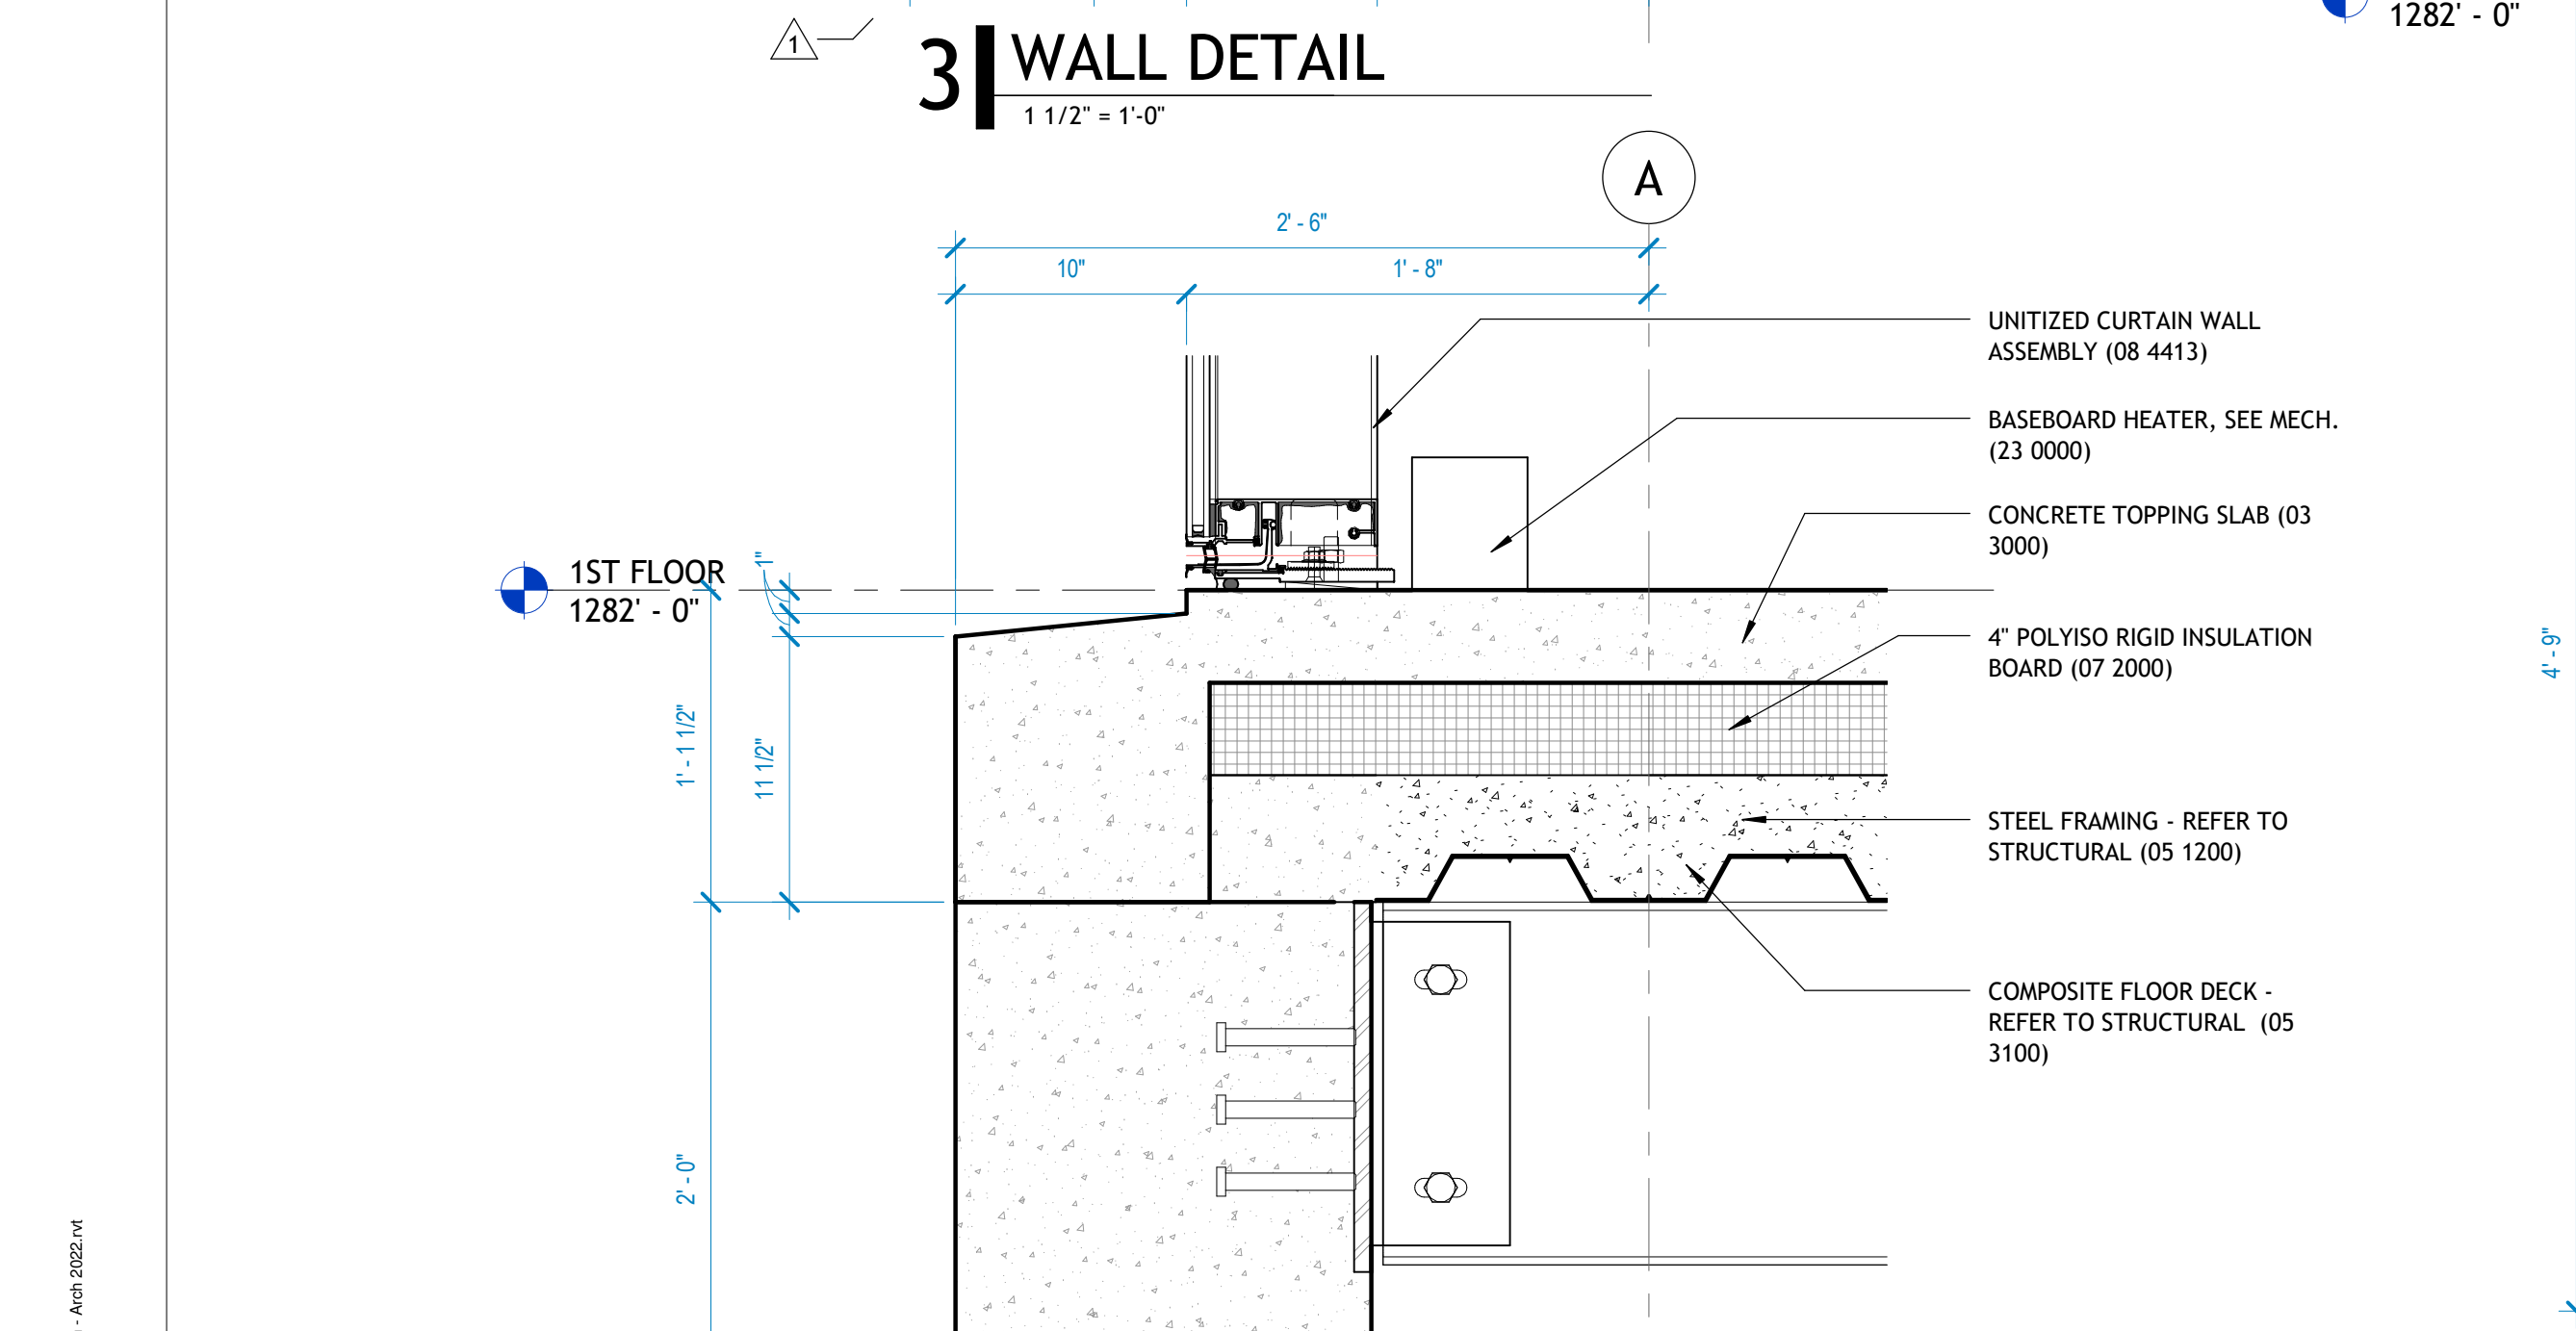 1282' - 0"
1
3
WALL DETAIL
1 1/2" = 1'-0"
A
2' - 6"
10"
1' - 8"
UNITIZED CURTAIN WALL
ASSEMBLY (08 4413)
BASEBOARD HEATER, SEE MECH.
(23 0000)
CONCRETE TOPPING SLAB (03
3000)
1ST FLOOR
1282' - 0"
1"
4" POLYISO RIGID INSULATION
BOARD (07 2000)
4' - 9"
1' - 1 1/2"
11 1/2"
STEEL FRAMING - REFER TO
STRUCTURAL (05 1200)
COMPOSITE FLOOR DECK -
REFER TO STRUCTURAL (05
3100)
2' - 0"
- Arch 2022.rvt